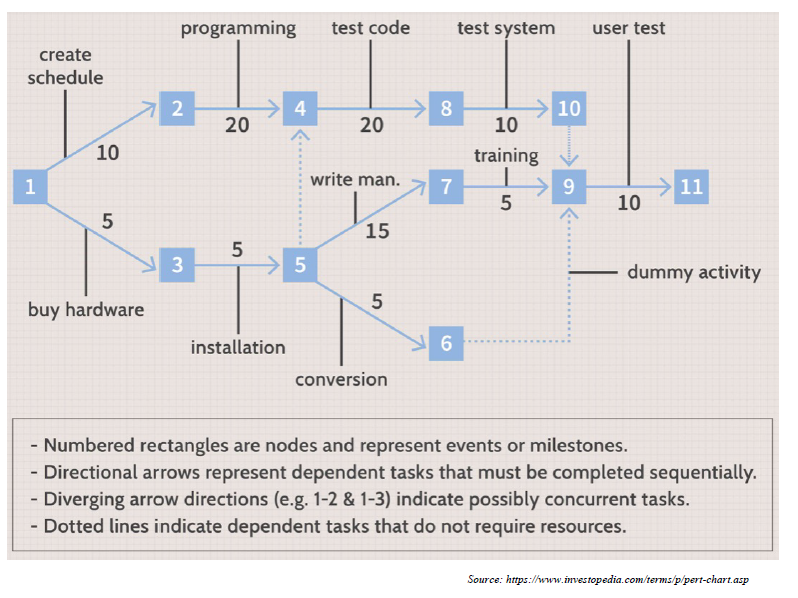 programming test code test system user test
create
schedule
2 4 8 10
20 20 10
10
training
write man.
1 7 9 11
5 15 5 10
5
3 5 dummy activity
5
buy hardware
6
installation
conversion
- Numbered rectangles are nodes and represent events or milestones.
- Directional arrows represent dependent tasks that must be completed sequentially.
- Diverging arrow directions (e.g. 1-2 & 1-3) indicate possibly concurrent tasks.
- Dotted lines indicate dependent tasks that do not require resources.
Source: https://www.investopedia.com/terms/p/pert-chart.asp